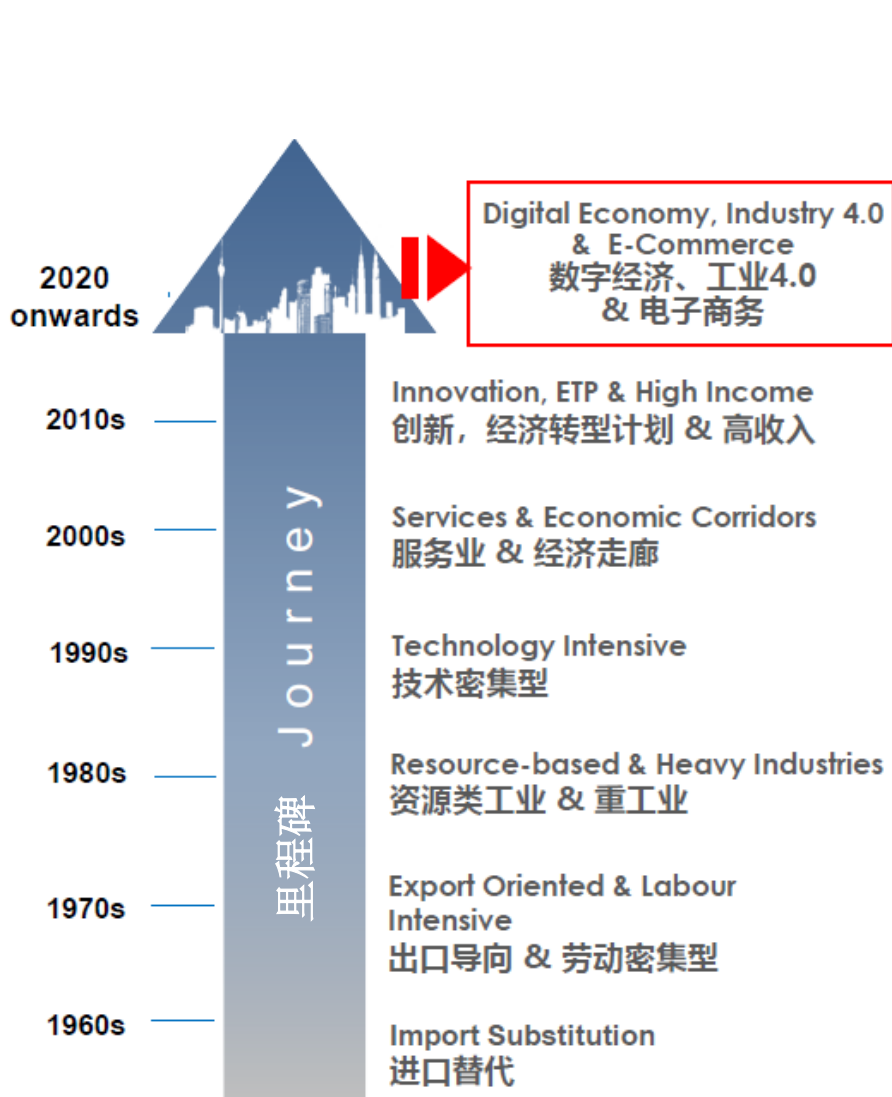 Digital Economy, Industry 4.0
& E-Commerce
数字经济、工业4.0
& 电子商务
2020
onwards
Innovation, ETP & High Income
创新，经济转型计划 & 高收入
2010s
Services & Economic Corridors
服务业 & 经济走廊
2000s
Technology Intensive
技术密集型
1990s
Resource-based & Heavy Industries
资源类工业 & 重工业
1980s
Export Oriented & Labour
Intensive
出口导向 & 劳动密集型
1970s
Import Substitution
进口替代
1960s
里程碑 Journey